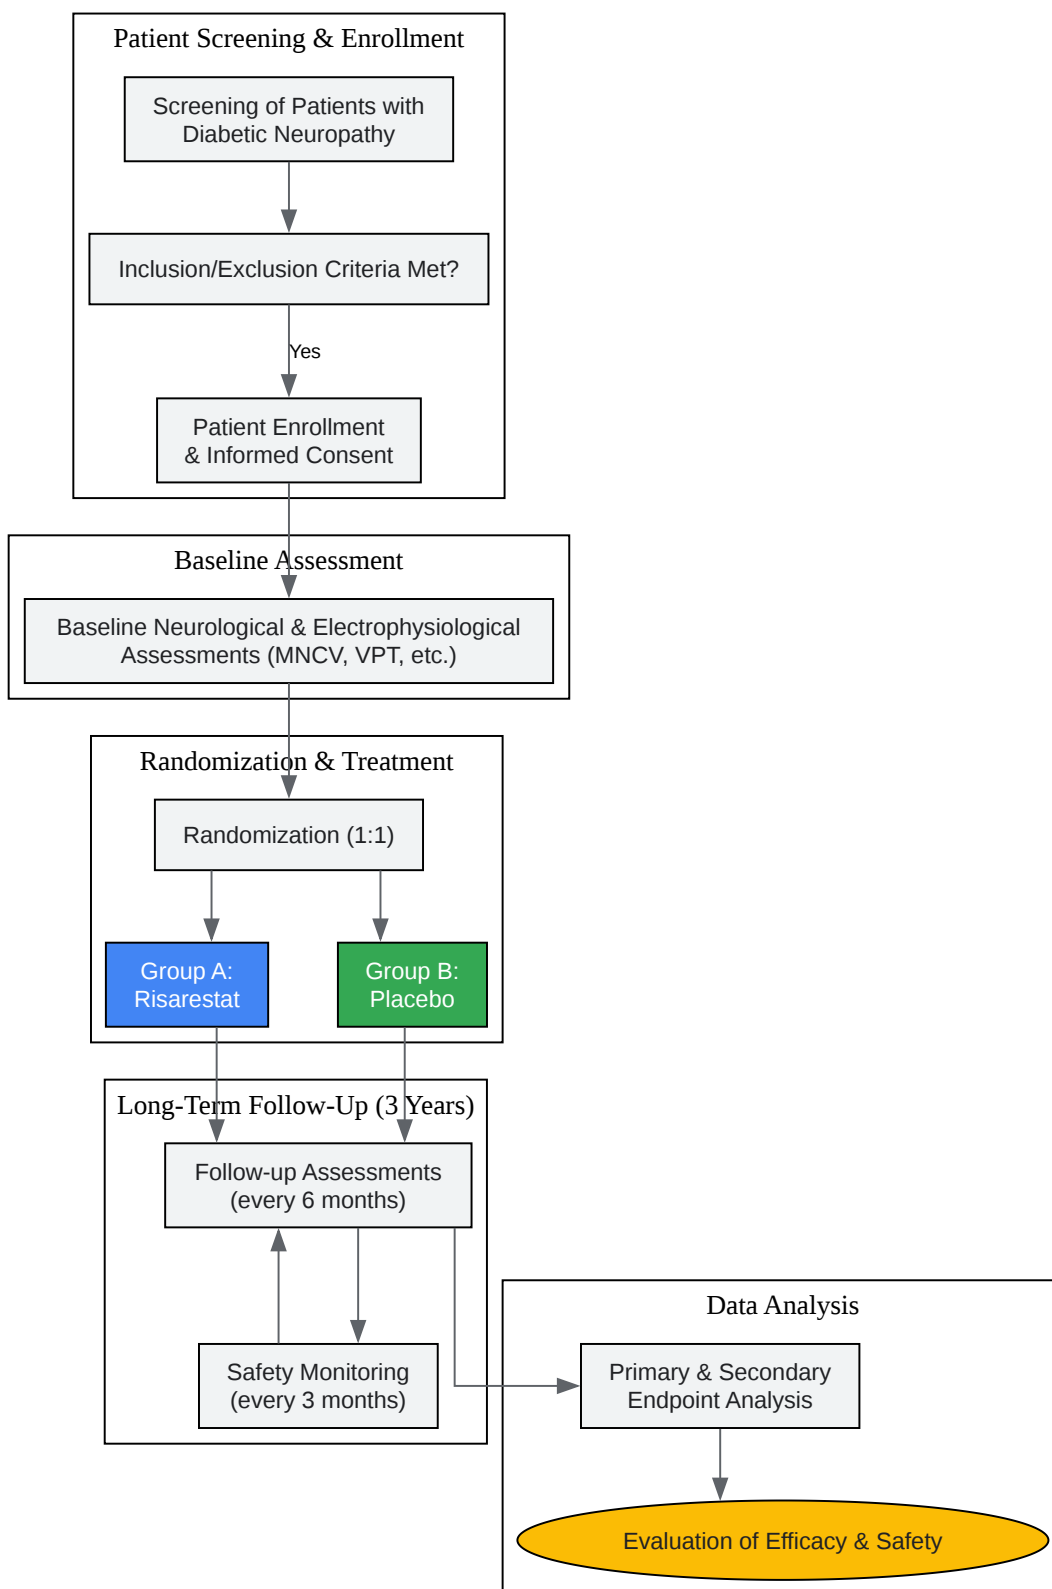 Patient Screening & Enrollment
Screening of Patients with
Diabetic Neuropathy
Inclusion/Exclusion Criteria Met?
Yes
Patient Enrollment
& Informed Consent
Baseline Assessment
Baseline Neurological & Electrophysiological
Assessments (MNCV, VPT, etc.)
Randomization & Treatment
Randomization (1:1)
Group A:
Risarestat
Group B:
Placebo
Long-Term Follow-Up (3 Years)
Follow-up Assessments
(every 6 months)
Safety Monitoring
(every 3 months)
Data Analysis
Primary & Secondary
Endpoint Analysis
Evaluation of Efficacy & Safety